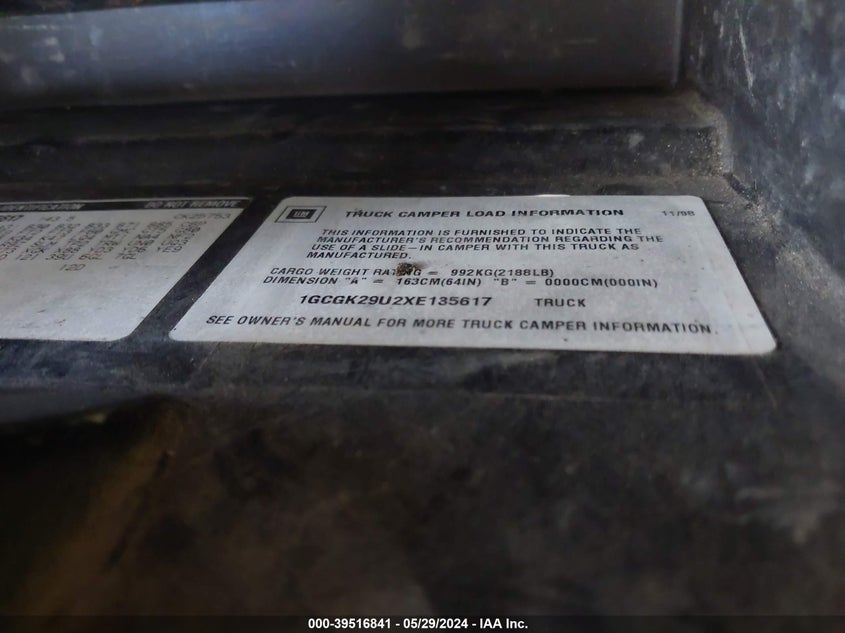 IDENTIFICATION DO NOT REMOVE
CK25753
GM TRUCK CAMPER LOAD INFORMATION 11/98
THIS INFORMATION IS FURNISHED TO INDICATE THE
MANUFACTURER'S RECOMMENDATION REGARDING THE
USE OF A SLIDE-IN CAMPER WITH THIS TRUCK AS
MANUFACTURED.
CARGO WEIGHT RATING = 992KG(2188LB)
DIMENSION "A" = 163CM(64IN) "B" = 0000CM(000IN)
1GCGK29U2XE135617 TRUCK
SEE OWNER'S MANUAL FOR MORE TRUCK CAMPER INFORMATION.
000-39516841 - 05/29/2024 - IAA Inc.